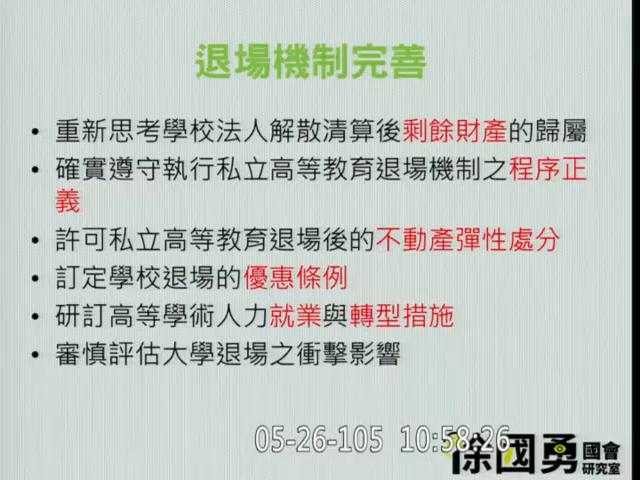 退場機制完善
• 重新思考學校法人解散清算後剩餘財產的歸屬
• 確實遵守執行私立高等教育退場機制之程序正
義
• 許可私立高等教育退場後的不動產彈性處分
• 訂定學校退場的優惠條例
• 研訂高等學術人力就業與轉型措施
• 審慎評估大學退場之衝擊影響
05-26-105 10:58:26
徐國勇 國會
研究室